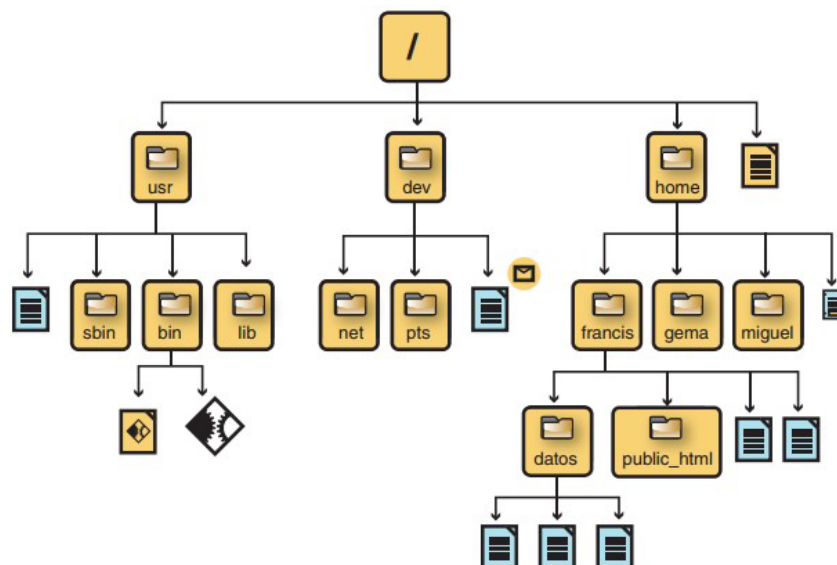 /
usr
dev
home
sbin
bin
lib
net
pts
francis
gema
miguel
datos
public_html